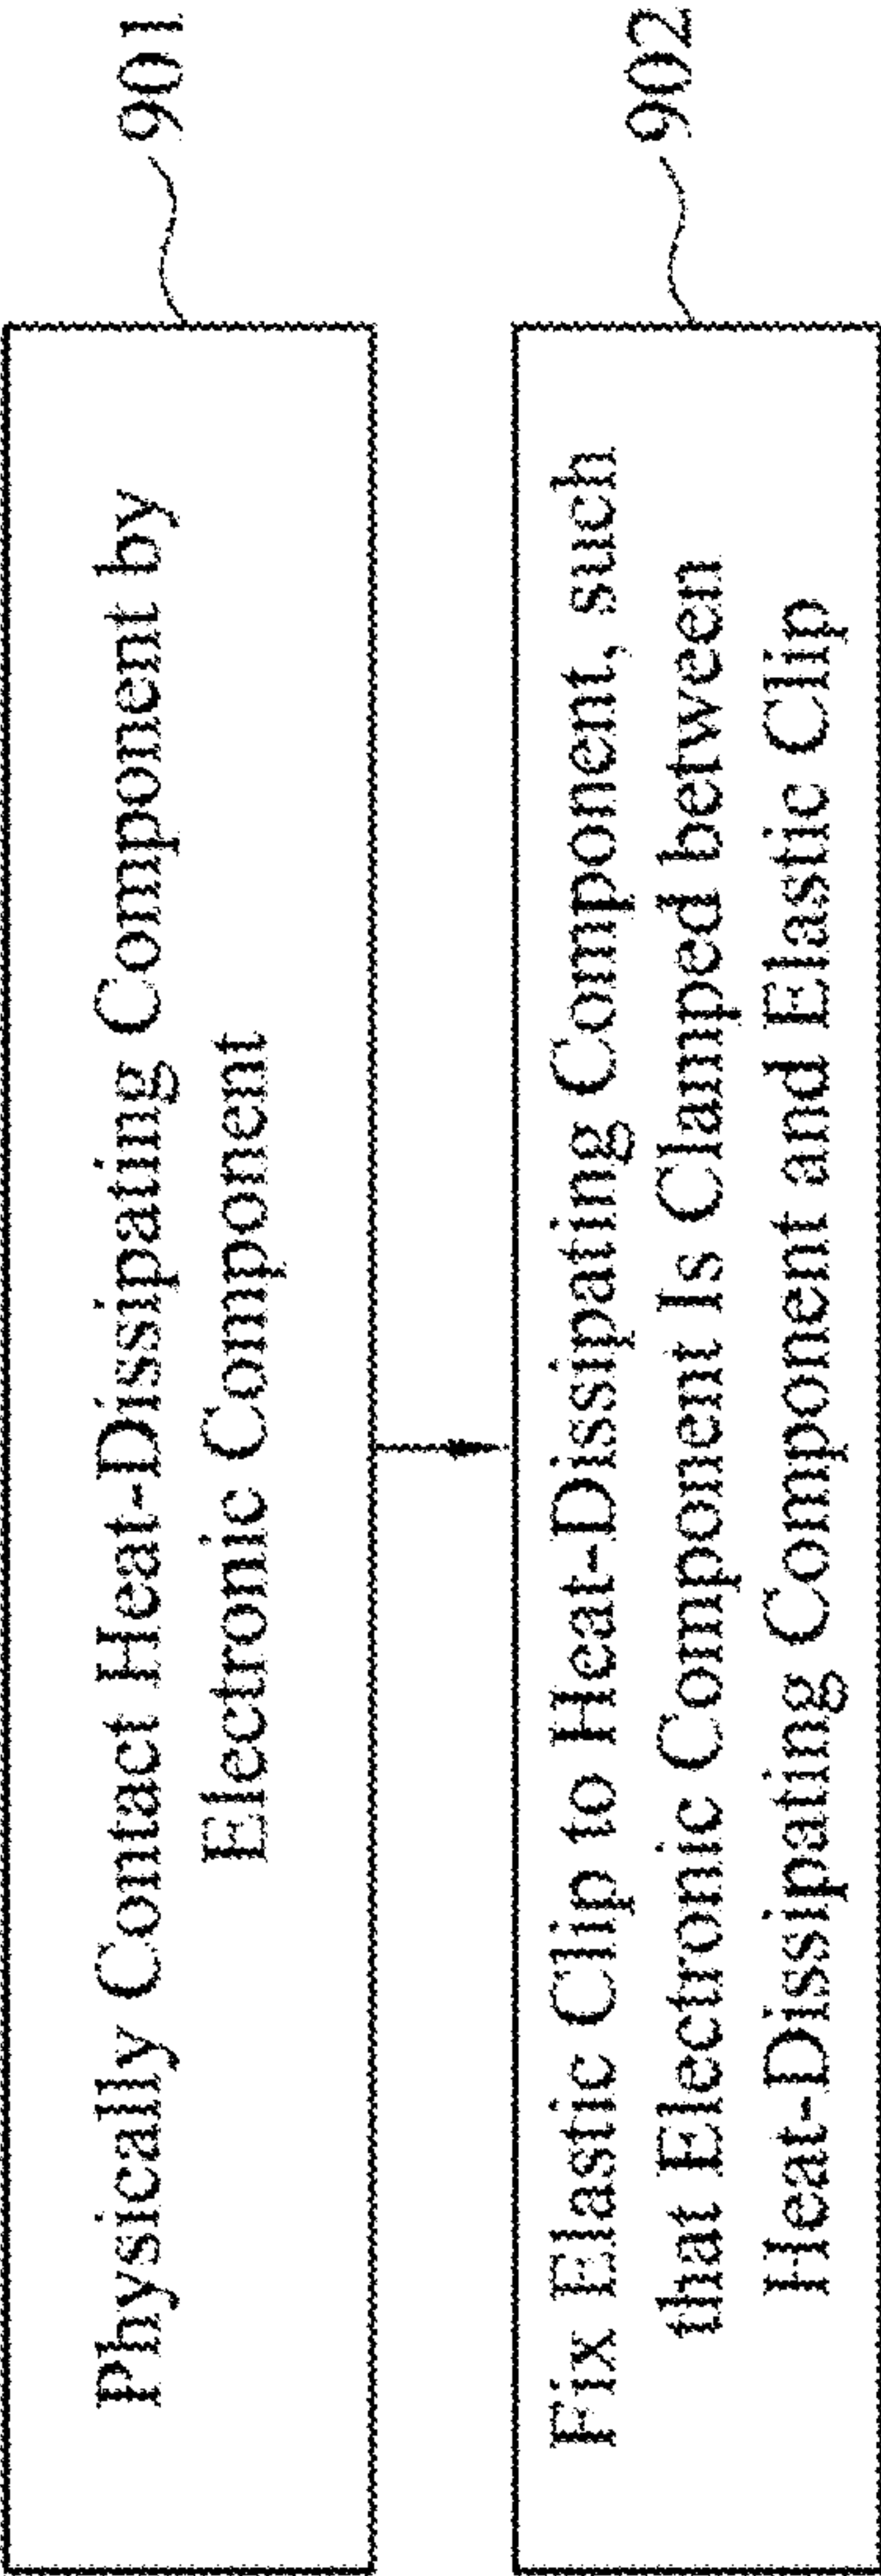 Physically Contact Heat-Dissipating Component by
Electronic Component
901
Fix Elastic Clip to Heat-Dissipating Component, such
that Electronic Component Is Clamped between
Heat-Dissipating Component and Elastic Clip
902